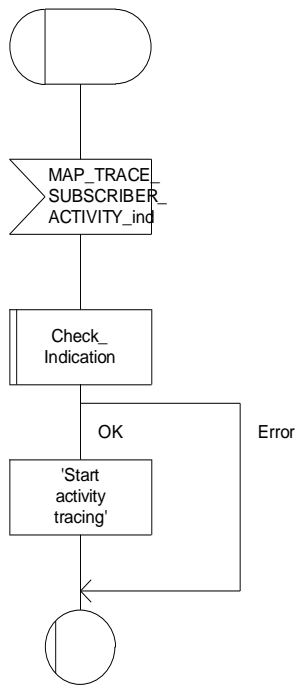 MAP_TRACE_
SUBSCRIBER_
ACTIVITY_ind
Check_
Indication
OK
Error
'Start
activity
tracing'